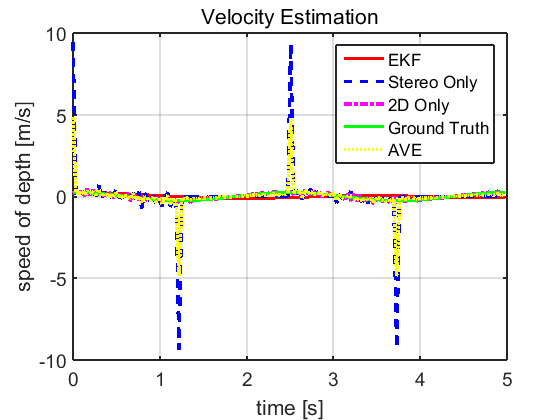 Velocity Estimation
10
5
0
-5
-10
speed of depth [m/s]
EKF
Stereo Only
2D Only
Ground Truth
AVE
0
1
2
3
4
5
time [s]